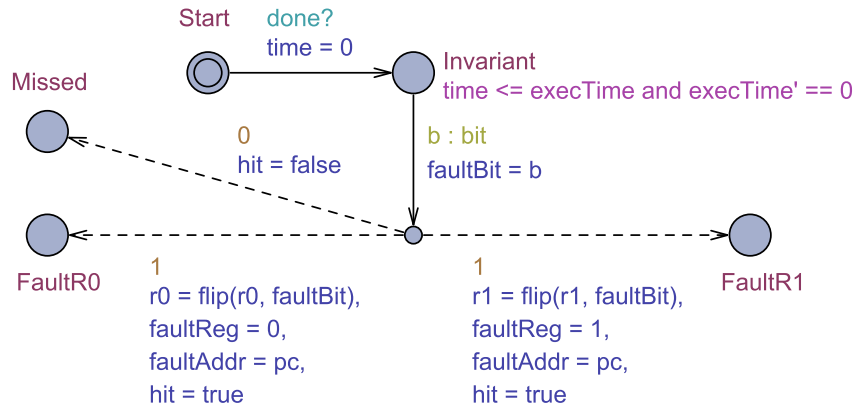 Start
done?
time = 0
Invariant
time <= execTime and execTime' == 0
Missed
0
hit = false
b : bit
faultBit = b
FaultR0
1
r0 = flip(r0, faultBit),
faultReg = 0,
faultAddr = pc,
hit = true
1
r1 = flip(r1, faultBit),
faultReg = 1,
faultAddr = pc,
hit = true
FaultR1